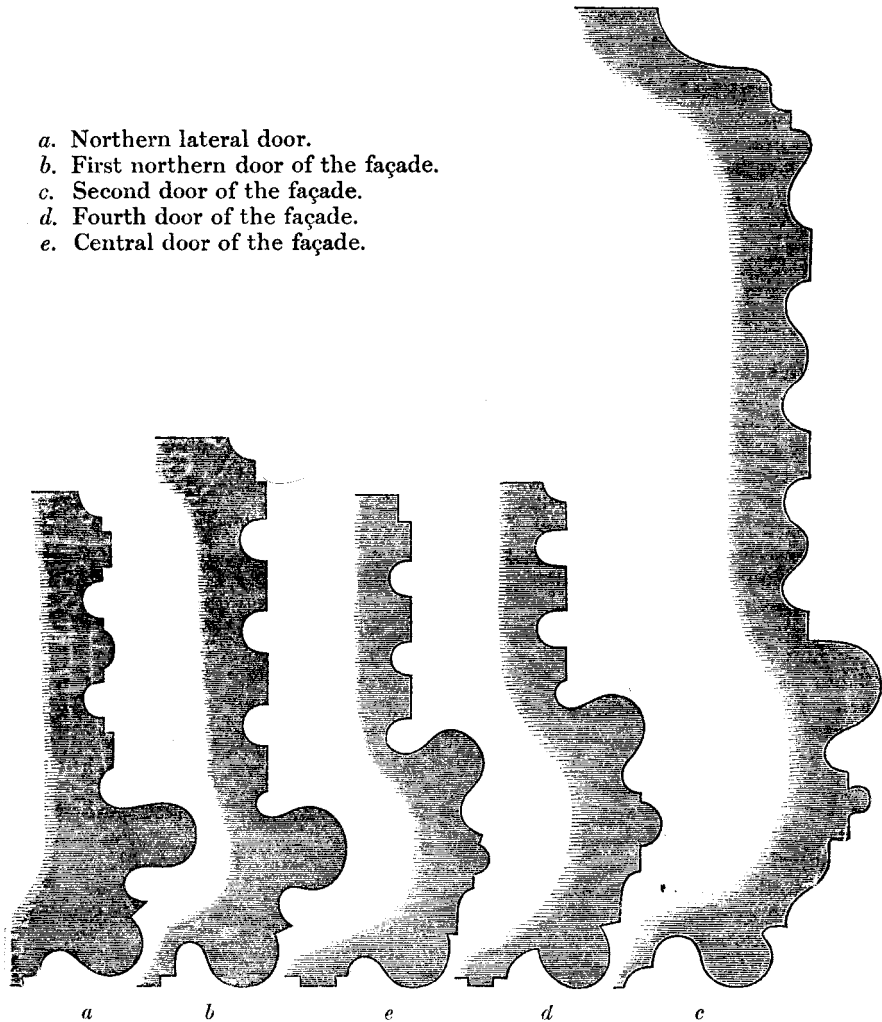 a. Northern lateral door.
b. First northern door of the façade.
c. Second door of the façade.
d. Fourth door of the façade.
e. Central door of the façade.
a b e d c